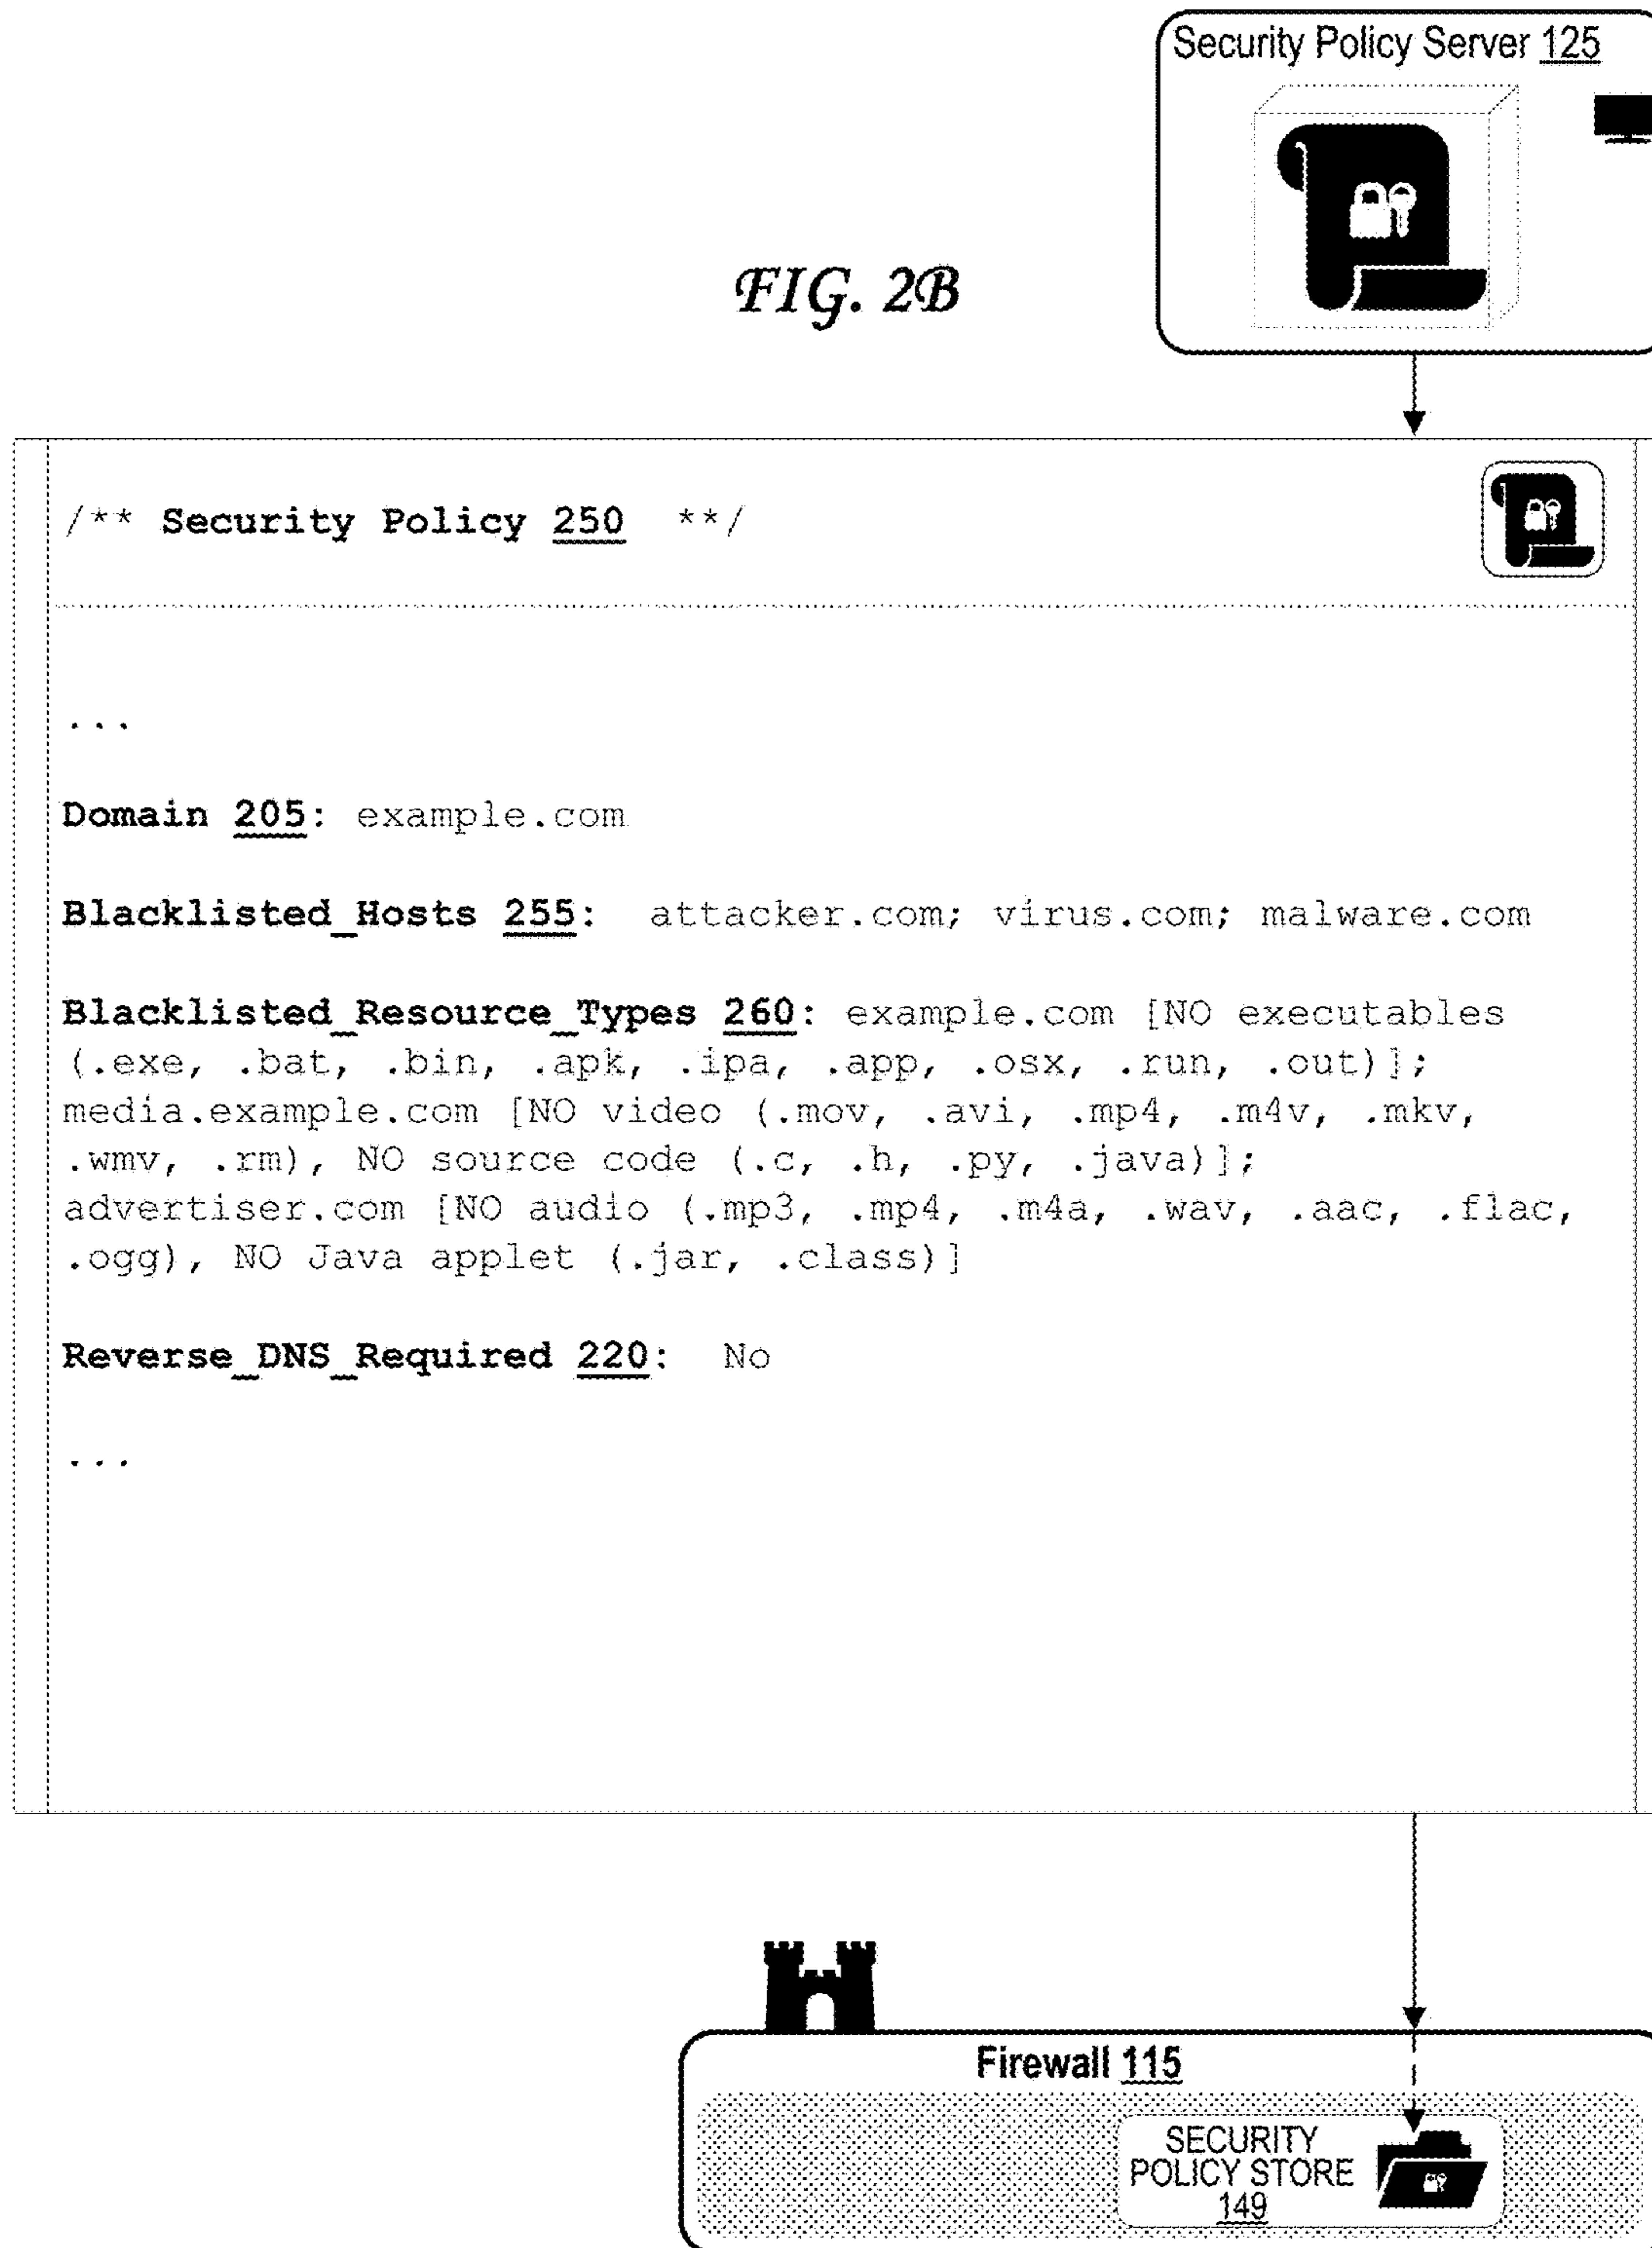 Security Policy Server 125
FIG. 2B
/** Security Policy 250 **/
...
Domain 205: example.com
Blacklisted_Hosts 255: attacker.com; virus.com; malware.com
Blacklisted_Resource_Types 260: example.com [NO executables
(.exe, .bat, .bin, .apk, .ipa, .app, .osx, .run, .out)];
media.example.com [NO video (.mov, .avi, .mp4, .m4v, .mkv,
.wmv, .rm), NO source code (.c, .h, .py, .java)];
advertiser.com [NO audio (.mp3, .mp4, .m4a, .wav, .aac, .flac,
.ogg), NO Java applet (.jar, .class)]
Reverse_DNS_Required 220: No
...
Firewall 115
SECURITY
POLICY STORE
149